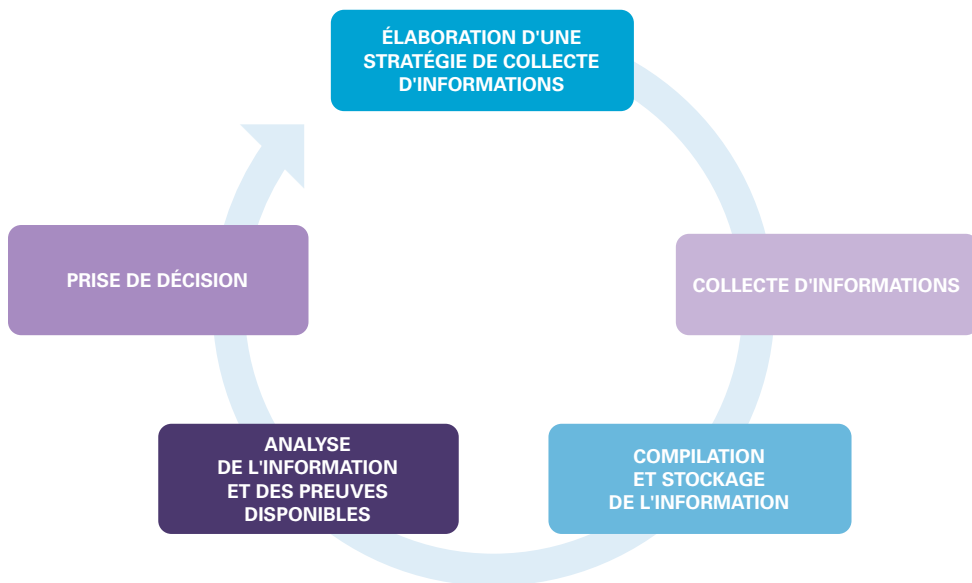 ÉLABORATION D'UNE
STRATÉGIE DE COLLECTE
D'INFORMATIONS
COLLECTE D'INFORMATIONS
COMPILATION
ET STOCKAGE
DE L'INFORMATION
ANALYSE
DE L'INFORMATION
ET DES PREUVES
DISPONIBLES
PRISE DE DÉCISION